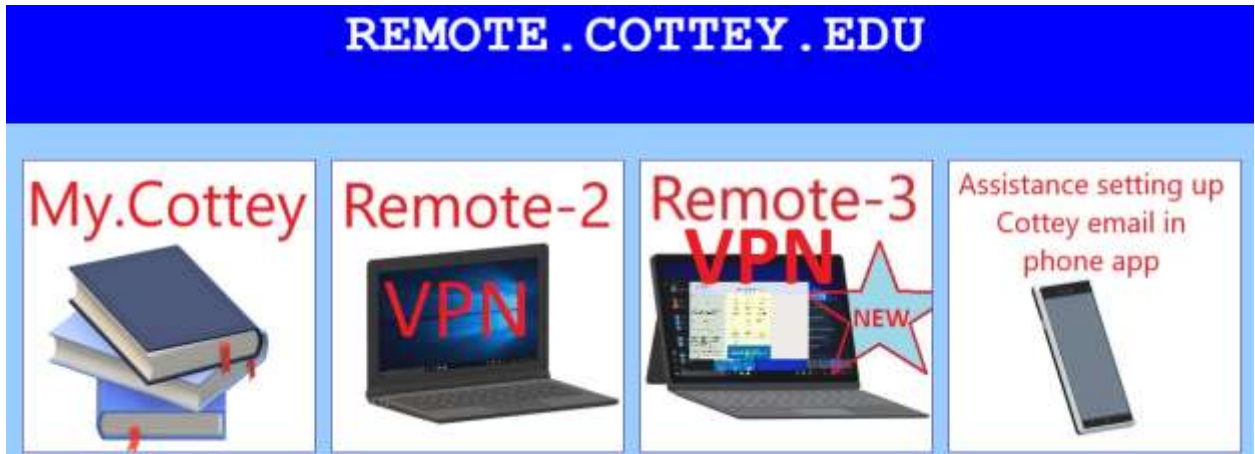 REMOTE.COTTEY.EDU
My.Cottey
VPN
Remote-2
VPN
Remote-3
VPN
NEW
Assistance setting up
Cottey email in
phone app